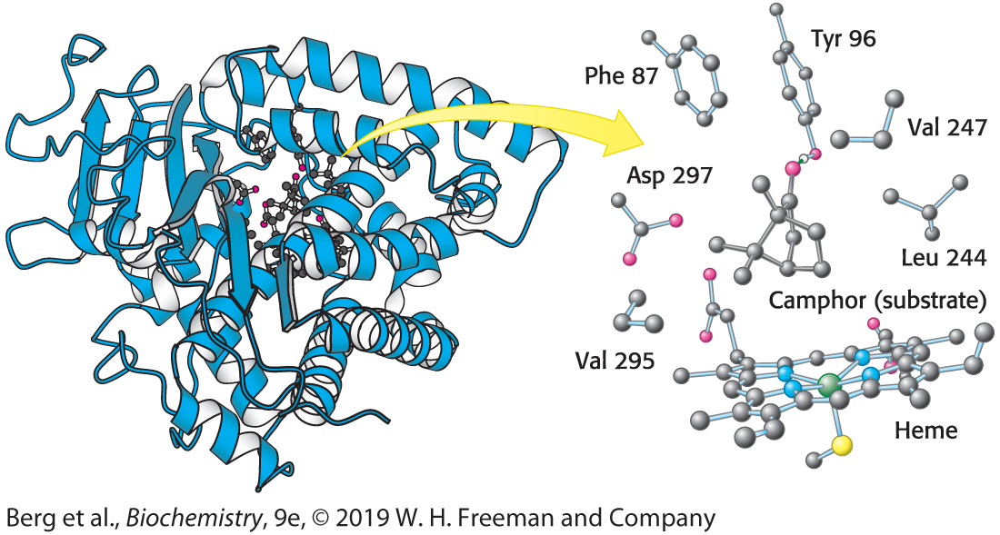 Tyr 96
Phe 87
Val 247
Asp 297
Leu 244
Camphor (substrate)
Val 295
Heme
Berg et al., Biochemistry, 9e, © 2019 W. H. Freeman and Company